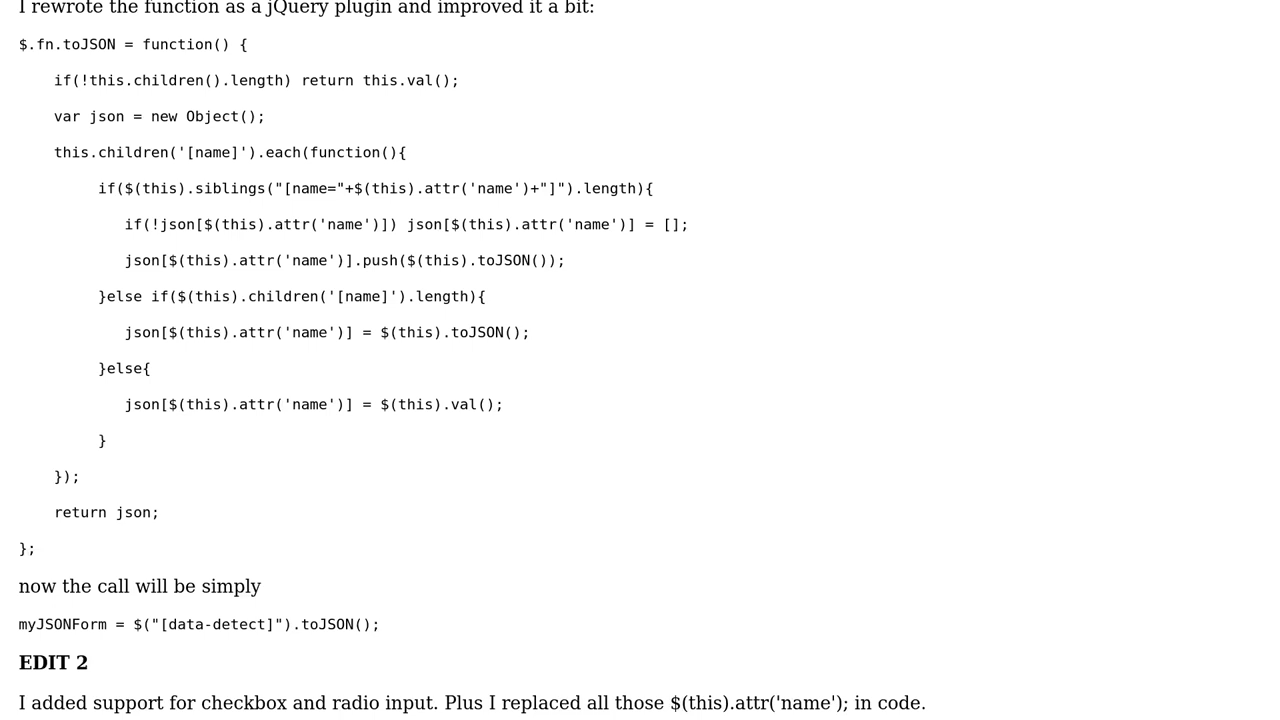 I rewrote the function as a jQuery plugin and improved it a bit:
$.fn.toJSON = function() {
    if(!this.children().length) return this.val();
    var json = new Object();
    this.children('[name]').each(function(){
         if($(this).siblings("[name="+$(this).attr('name')+"]").length){
            if(!json[$(this).attr('name')]) json[$(this).attr('name')] = [];
            json[$(this).attr('name')].push($(this).toJSON());
         }else if($(this).children('[name]').length){
            json[$(this).attr('name')] = $(this).toJSON();
         }else{
            json[$(this).attr('name')] = $(this).val();
         }
    });
    return json;
};
now the call will be simply
myJSONForm = $("[data-detect]").toJSON();
EDIT 2
I added support for checkbox and radio input. Plus I replaced all those $(this).attr('name'); in code.